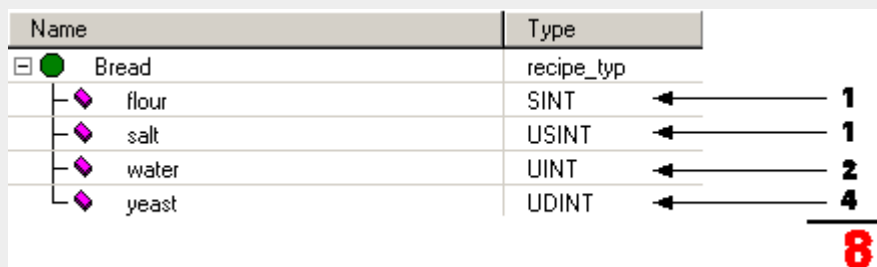 Name Type
Bread recipe_typ
flour SINT 1
salt USINT 1
water UINT 2
yeast UDINT 4
8